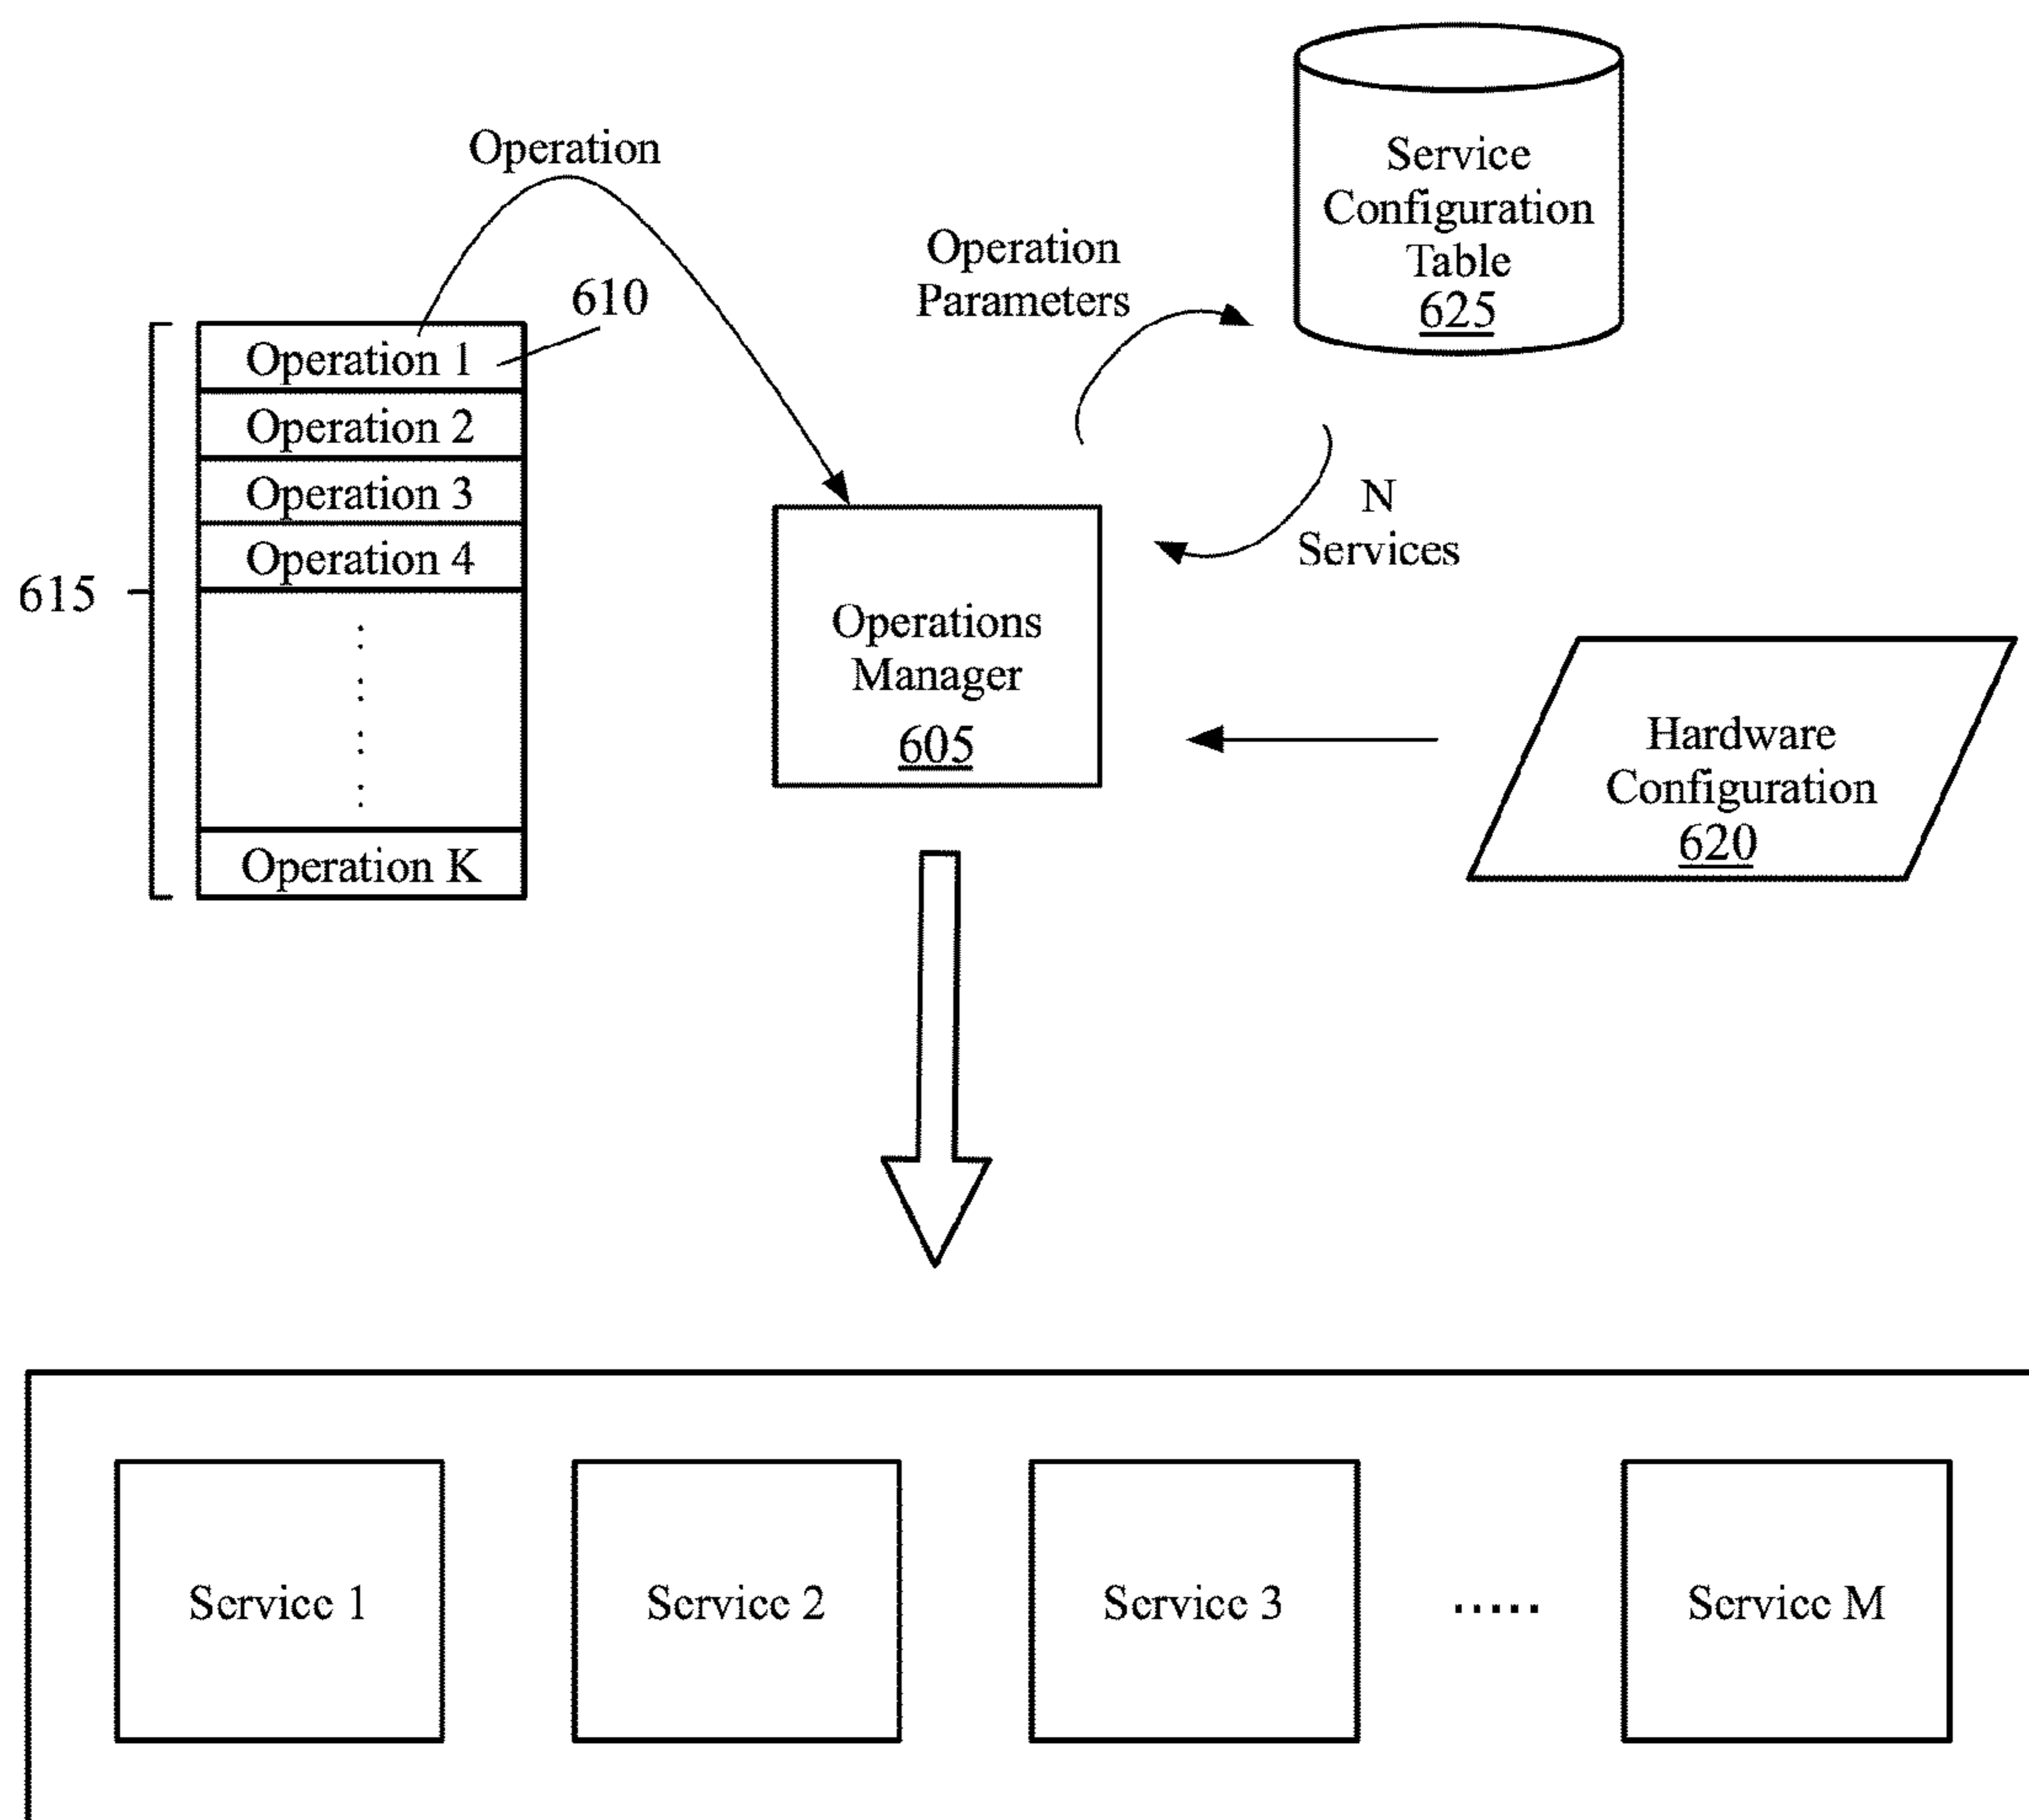 Operation
Service
Configuration
Table
625
Operation
Parameters
610
Operation 1
Operation 2
Operation 3
Operation 4
Operation K
615
N
Services
Operations
Manager
605
Hardware
Configuration
620
Service 1
Service 2
Service 3
.....
Service M